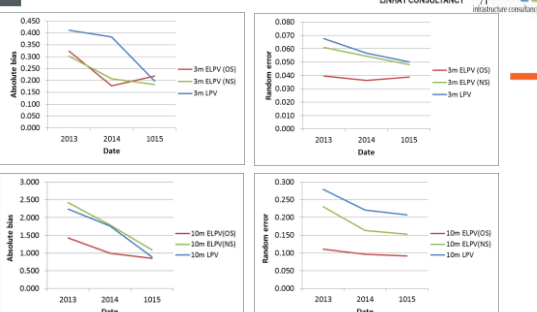 LINHAT CONSULTANCY
infrastructure consultancy
Absolute bias
0.450
0.400
0.350
0.300
0.250
0.200
0.150
0.100
0.050
0.000
2013 2014 1015
Date
3m ELPV (OS)
3m ELPV (NS)
3m LPV
Random error
0.080
0.070
0.060
0.050
0.040
0.030
0.020
0.010
0.000
2013 2014 1015
Date
3m ELPV (OS)
3m ELPV (NS)
3m LPV
Absolute bias
3.000
2.500
2.000
1.500
1.000
0.500
0.000
2013 2014 1015
Date
10m ELPV(OS)
10m ELPV(NS)
10m LPV
Random error
0.300
0.250
0.200
0.150
0.100
0.050
0.000
2013 2014 1015
Date
10m ELPV(OS)
10m ELPV(NS)
10m LPV